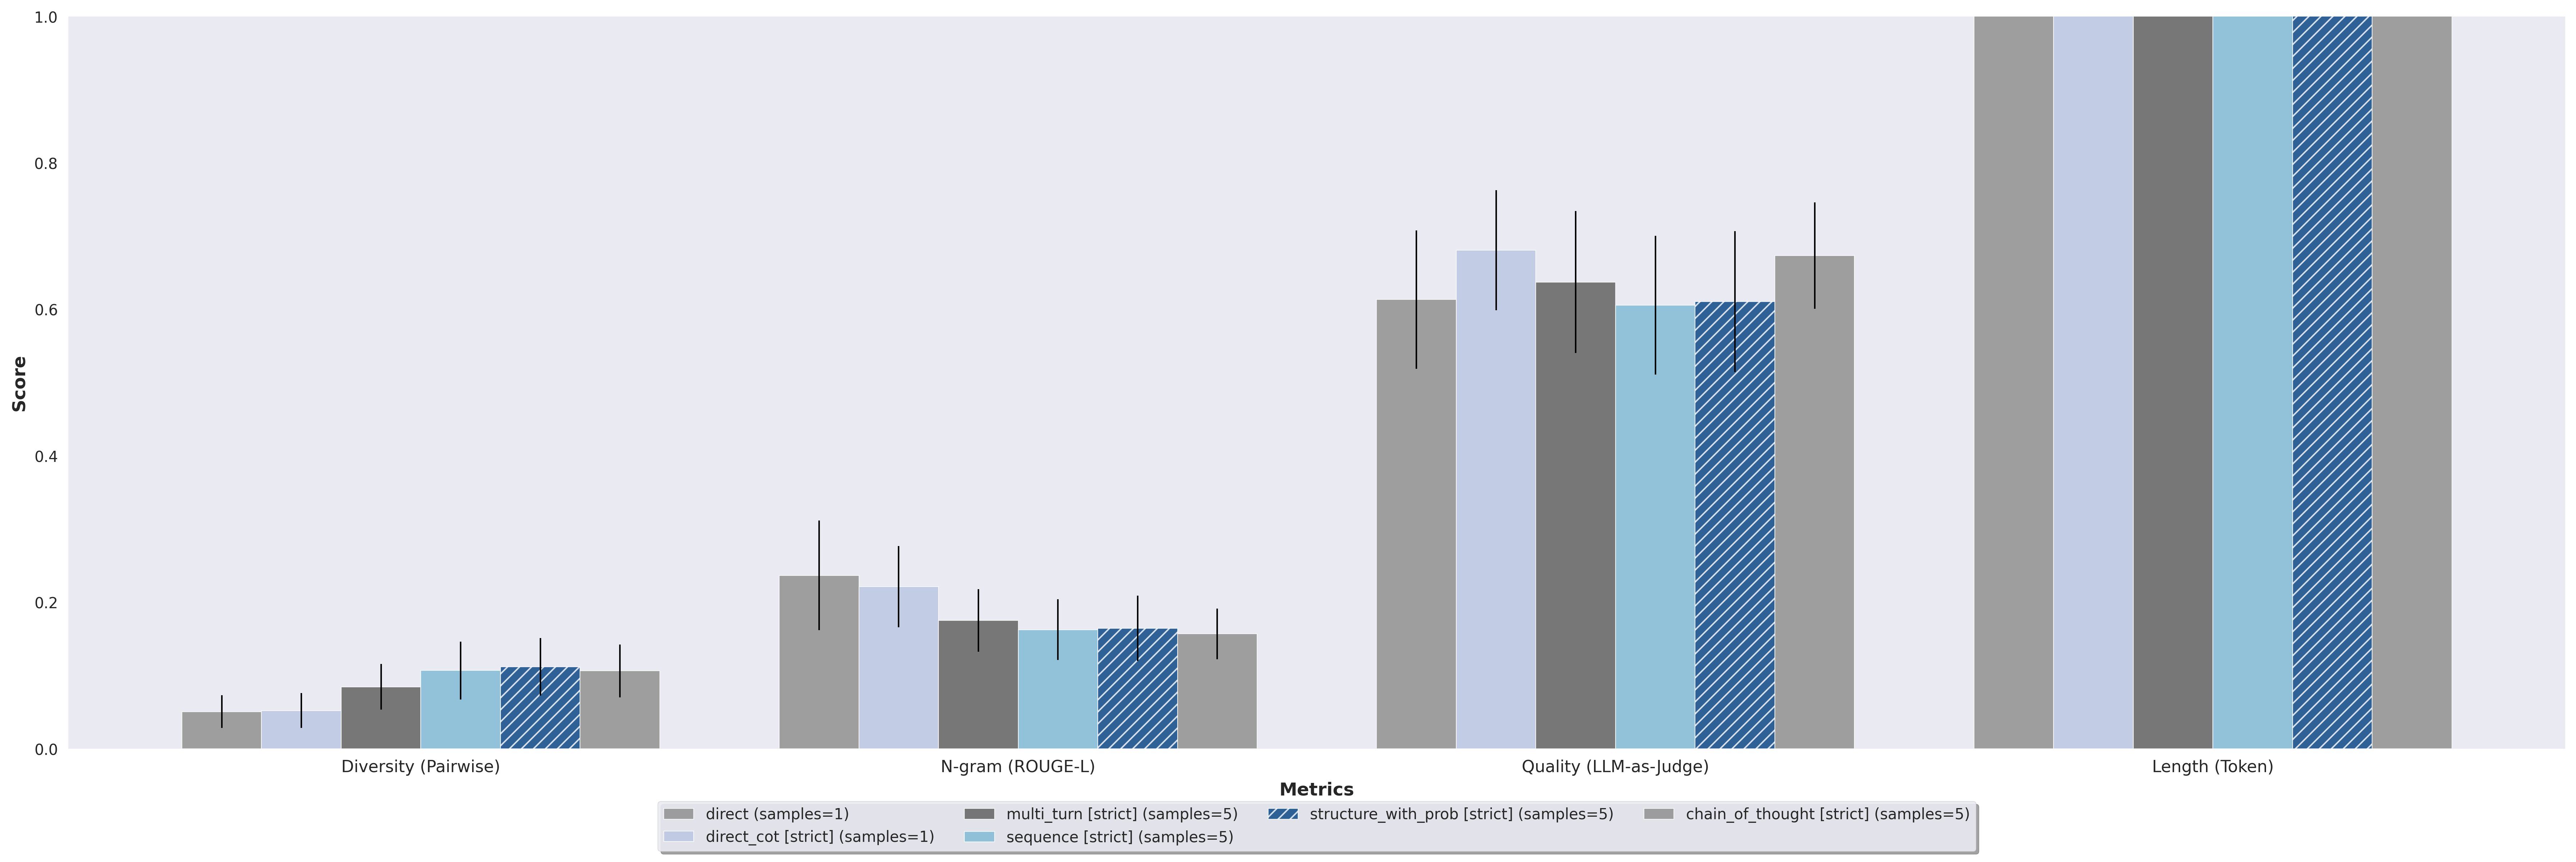 1.0
0.8
0.6
0.4
0.2
0.0
Score
Diversity (Pairwise)
N-gram (ROUGE-L)
Quality (LLM-as-Judge)
Length (Token)
Metrics
direct (samples=1)
direct_cot [strict] (samples=1)
multi_turn [strict] (samples=5)
sequence [strict] (samples=5)
structure_with_prob [strict] (samples=5)
chain_of_thought [strict] (samples=5)